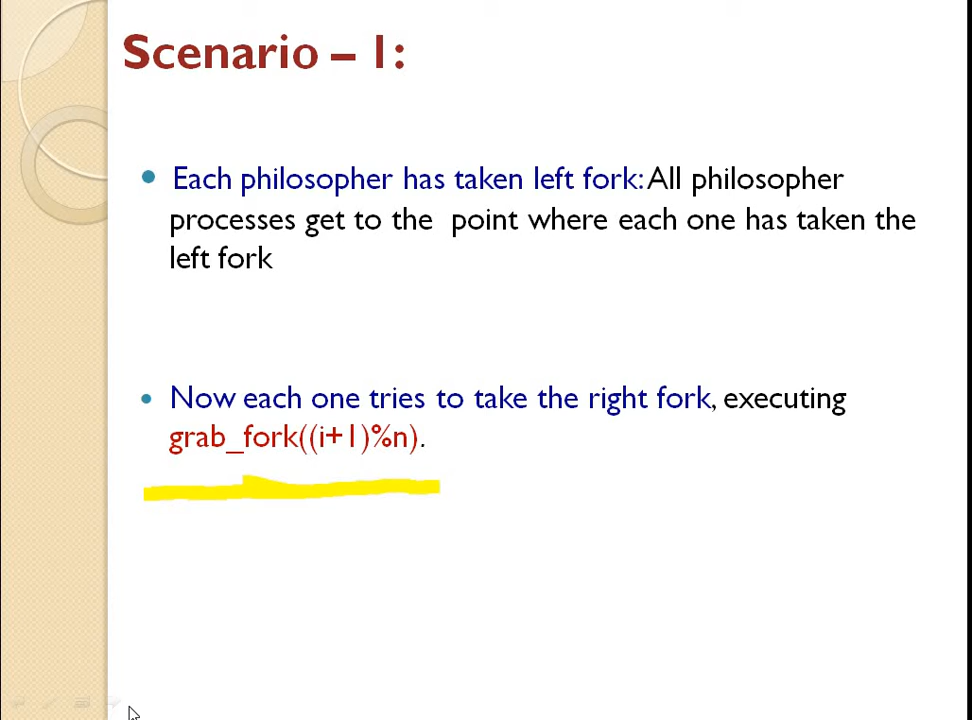 Scenario – 1:
• Each philosopher has taken left fork: All philosopher
processes get to the point where each one has taken the
left fork
• Now each one tries to take the right fork, executing
grab_fork((i+1)%n).